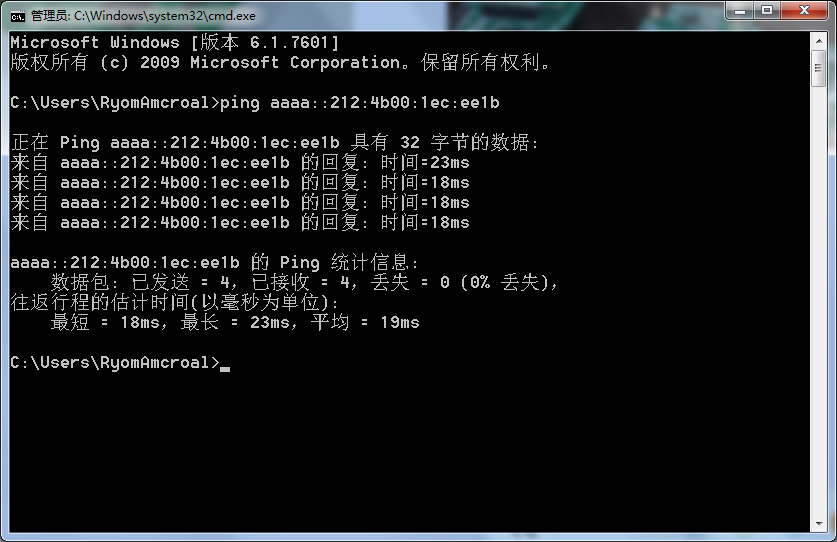 管理员: C:\Windows\system32\cmd.exe
Microsoft Windows [版本 6.1.7601]
版权所有 (c) 2009 Microsoft Corporation。保留所有权利。
C:\Users\RyomAmcroal>ping aaaa::212:4b00:1ec:ee1b
正在 Ping aaaa::212:4b00:1ec:ee1b 具有 32 字节的数据:
来自 aaaa::212:4b00:1ec:ee1b 的回复: 时间=23ms
来自 aaaa::212:4b00:1ec:ee1b 的回复: 时间=18ms
来自 aaaa::212:4b00:1ec:ee1b 的回复: 时间=18ms
来自 aaaa::212:4b00:1ec:ee1b 的回复: 时间=18ms
aaaa::212:4b00:1ec:ee1b 的 Ping 统计信息:
数据包: 已发送 = 4，已接收 = 4，丢失 = 0 (0% 丢失)，
往返行程的估计时间(以毫秒为单位):
最短 = 18ms，最长 = 23ms，平均 = 19ms
C:\Users\RyomAmcroal>